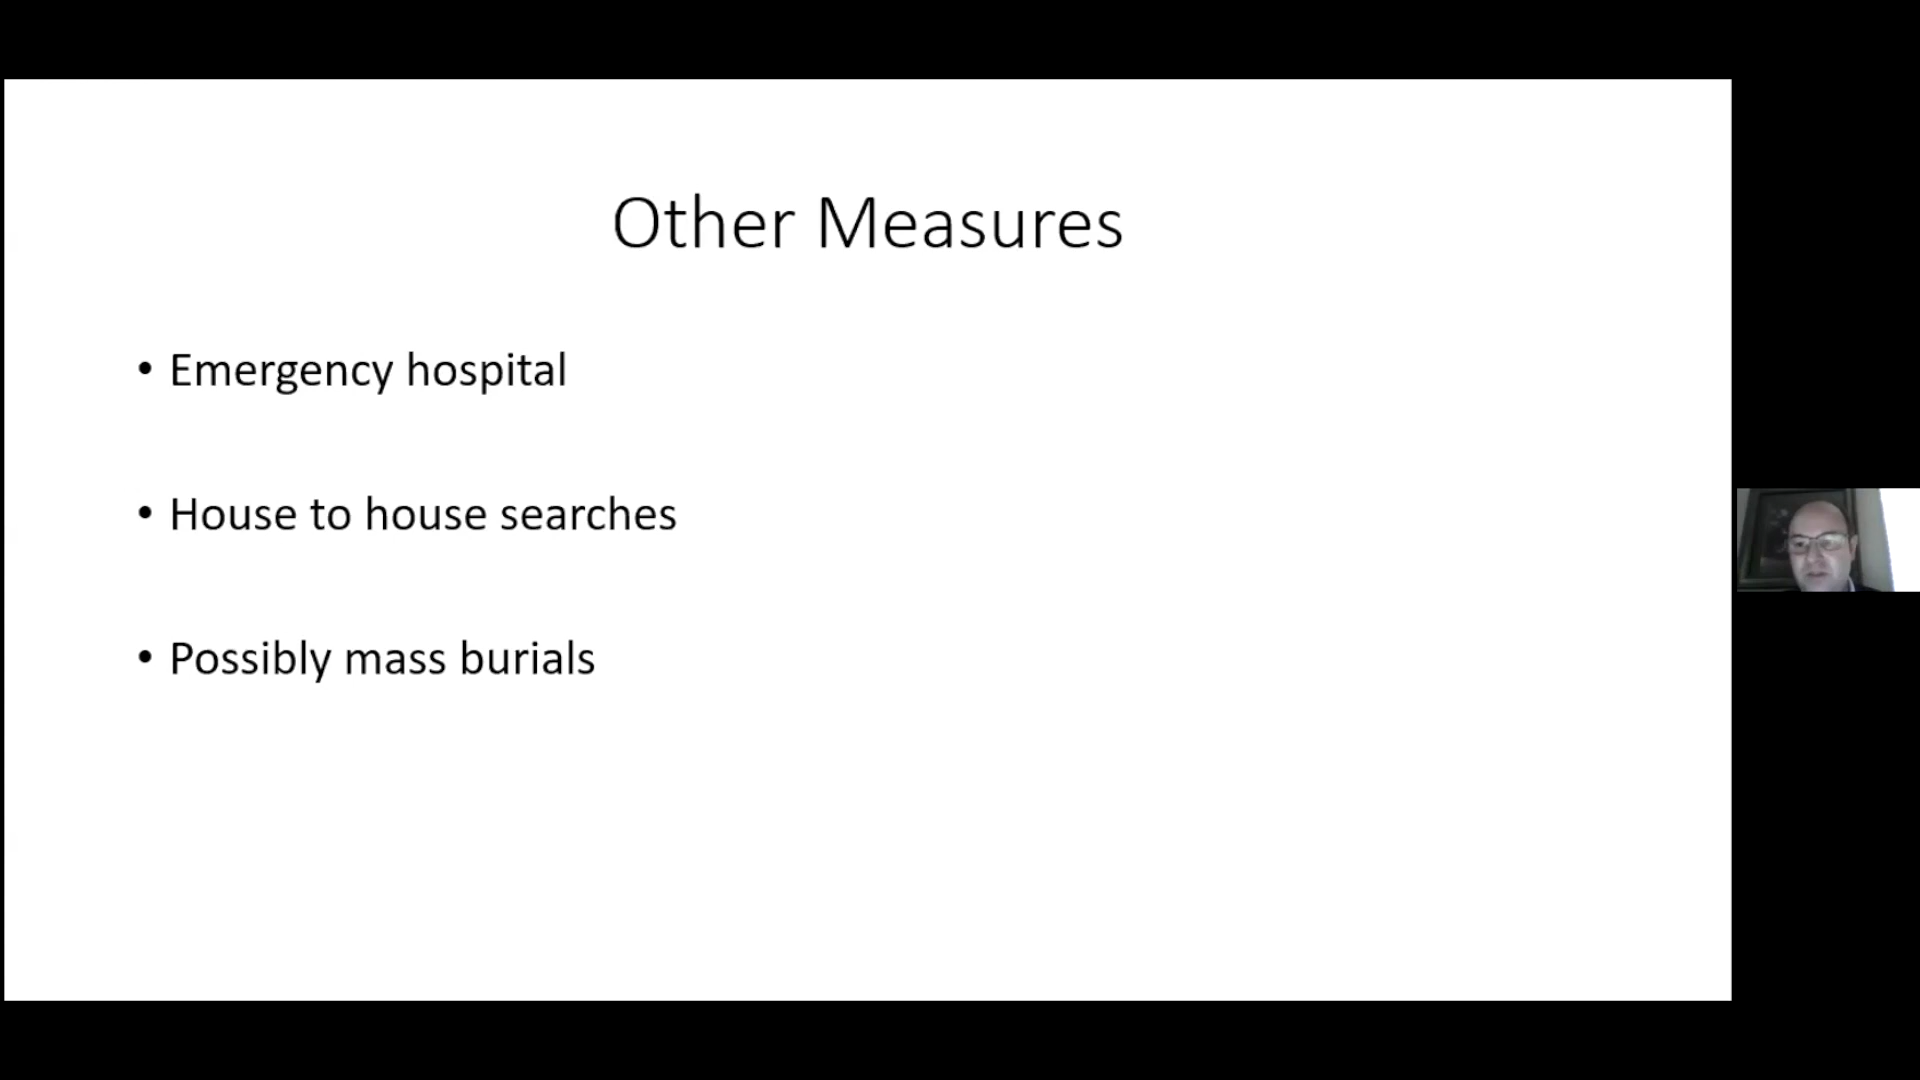 Other Measures
• Emergency hospital
• House to house searches
• Possibly mass burials